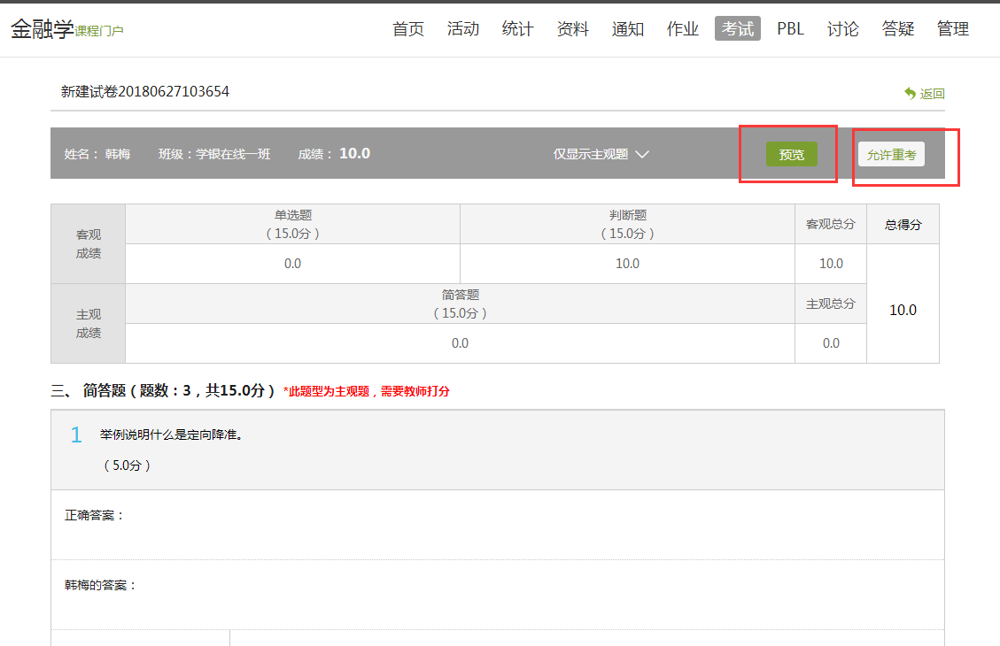 金融学课程门户 首页 活动 统计 资料 通知 作业 考试 PBL 讨论 答疑 管理
新建试卷20180627103654 返回
姓名： 韩梅 班级：学银在线一班 成绩： 10.0 仅显示主观题 预览 允许重考
客观
成绩
单选题
（15.0分）
判断题
（15.0分）
客观总分 总得分
0.0 10.0 10.0
主观
成绩
简答题
（15.0分）
主观总分
10.0
0.0 0.0
三、 简答题（题数：3，共15.0分） *此题型为主观题，需要教师打分
1 举例说明什么是定向降准。
（5.0分）
正确答案：
韩梅的答案：